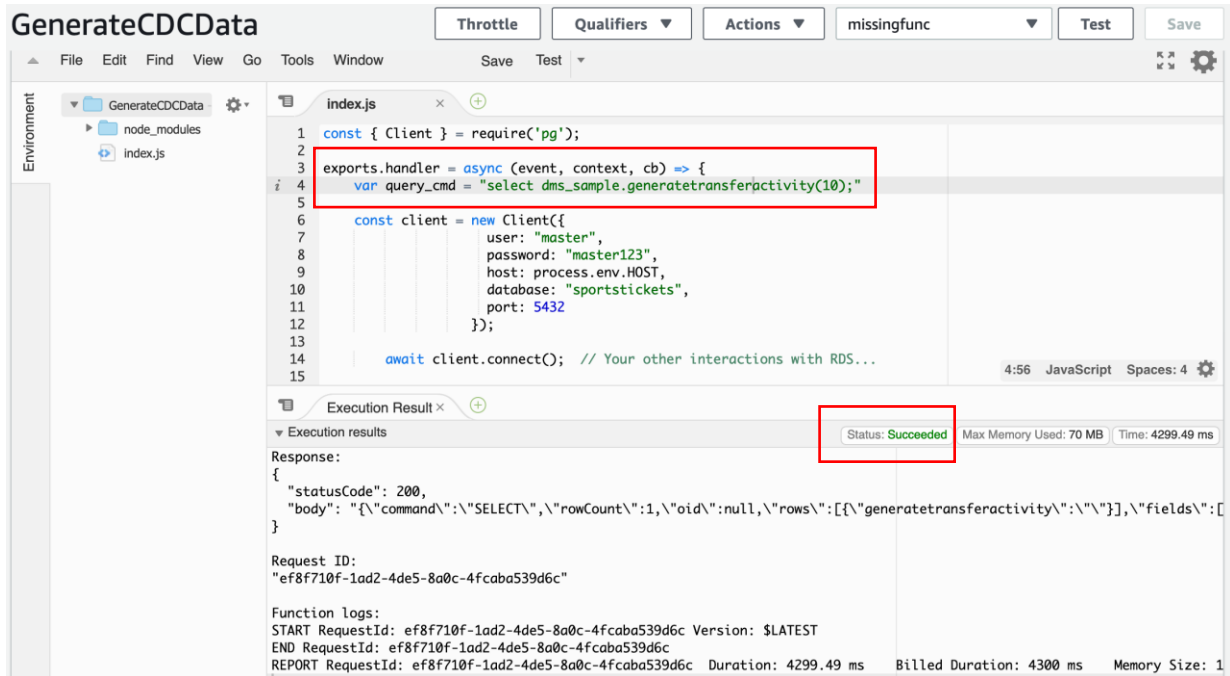 GenerateCDCData
Throttle
Qualifiers
Actions
missingfunc
Test
Save
File Edit Find View Go Tools Window Save Test
Environment
GenerateCDCData
node_modules
index.js
index.js
1 const { Client } = require('pg');
2
3 exports.handler = async (event, context, cb) => {
i 4 var query_cmd = "select dms_sample.generatetransferactivity(10);"
5
6 const client = new Client({
7 user: "master",
8 password: "master123",
9 host: process.env.HOST,
10 database: "sportstickets",
11 port: 5432
12 });
13
14 await client.connect(); // Your other interactions with RDS...
15
4:56 JavaScript Spaces: 4
Execution Result
Execution results
Status: Succeeded
Max Memory Used: 70 MB
Time: 4299.49 ms
Response:
{
"statusCode": 200,
"body": "{\"command\":\"SELECT\",\"rowCount\":1,\"oid\":null,\"rows\":[{\"generatetransferactivity\":\"\"}],\"fields\":[
}
Request ID:
"ef8f710f-1ad2-4de5-8a0c-4fcaba539d6c"
Function logs:
START RequestId: ef8f710f-1ad2-4de5-8a0c-4fcaba539d6c Version: $LATEST
END RequestId: ef8f710f-1ad2-4de5-8a0c-4fcaba539d6c
REPORT RequestId: ef8f710f-1ad2-4de5-8a0c-4fcaba539d6c Duration: 4299.49 ms Billed Duration: 4300 ms Memory Size: 1